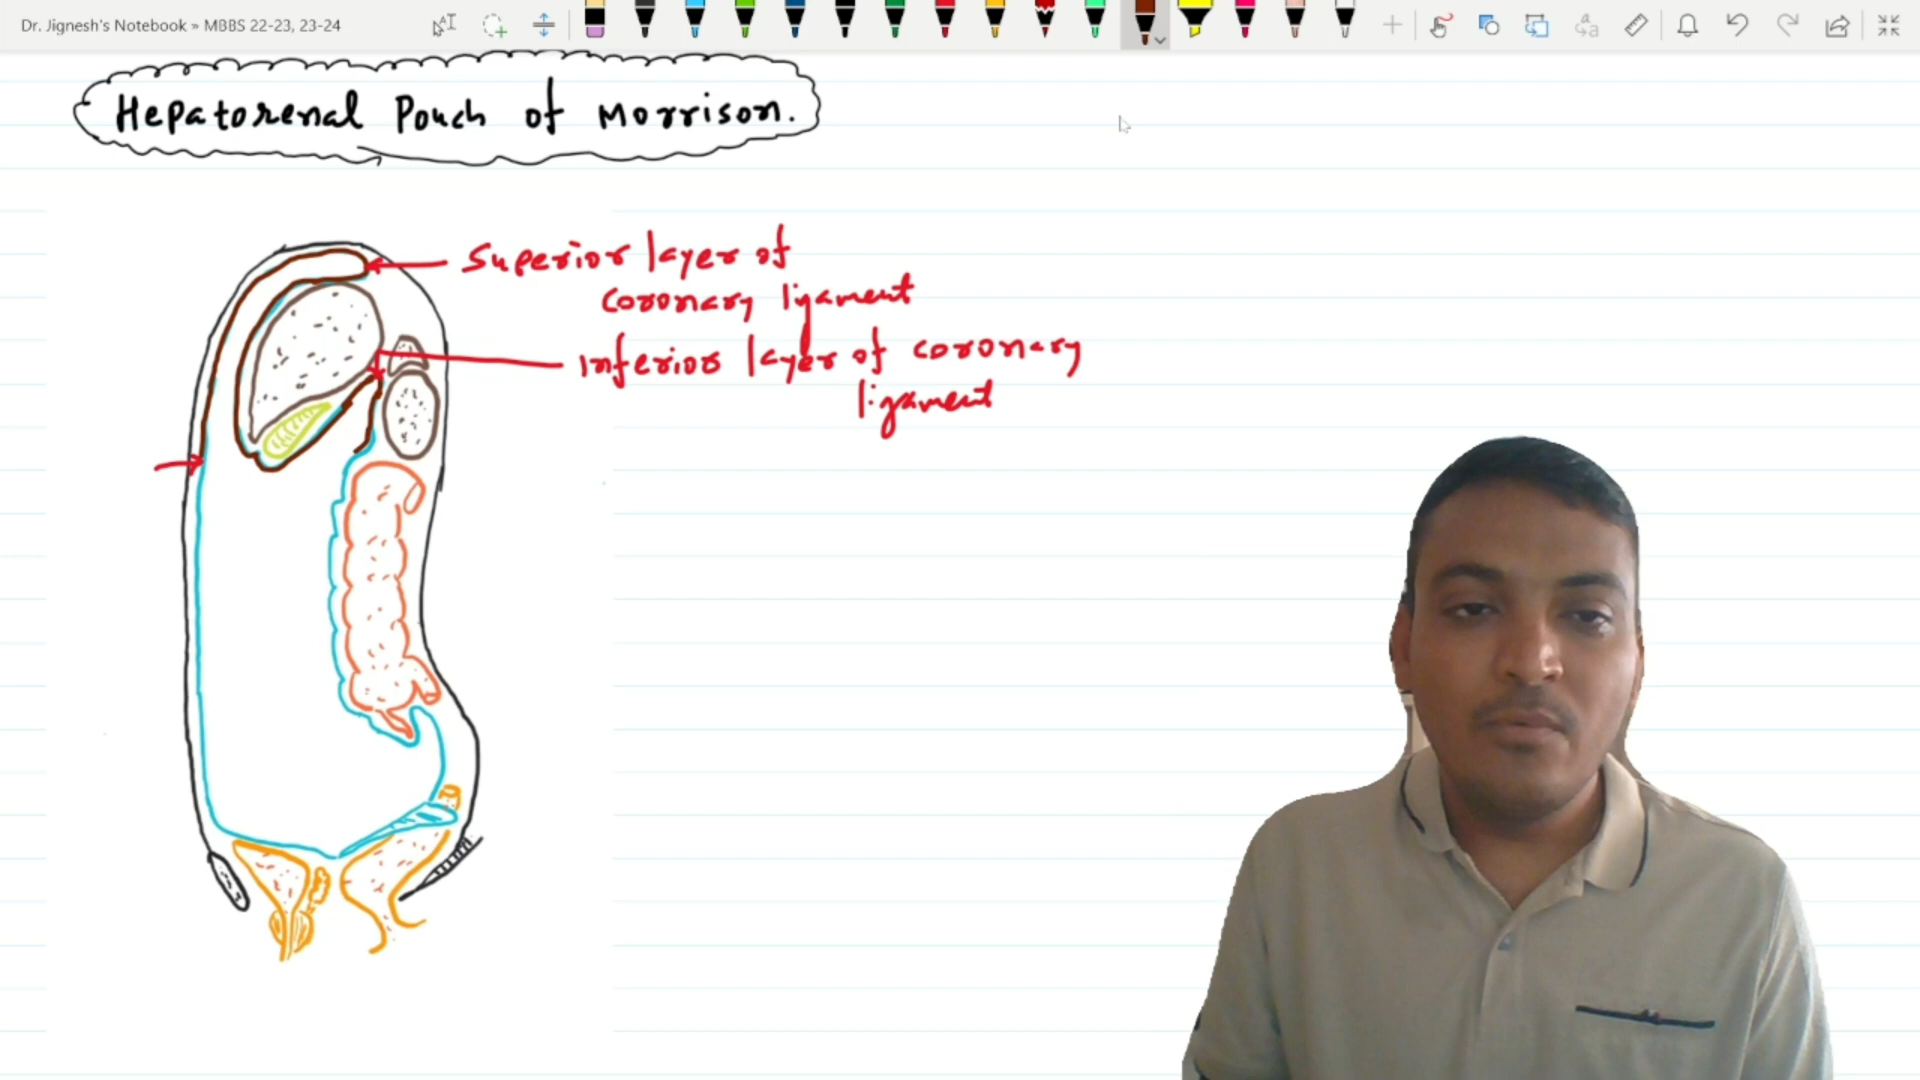 Dr. Jignesh's Notebook » MBBS 22-23, 23-24
Hepatorenal Pouch of Morrison.
Superior layer of
coronary ligament
Inferior layer of coronary
ligament